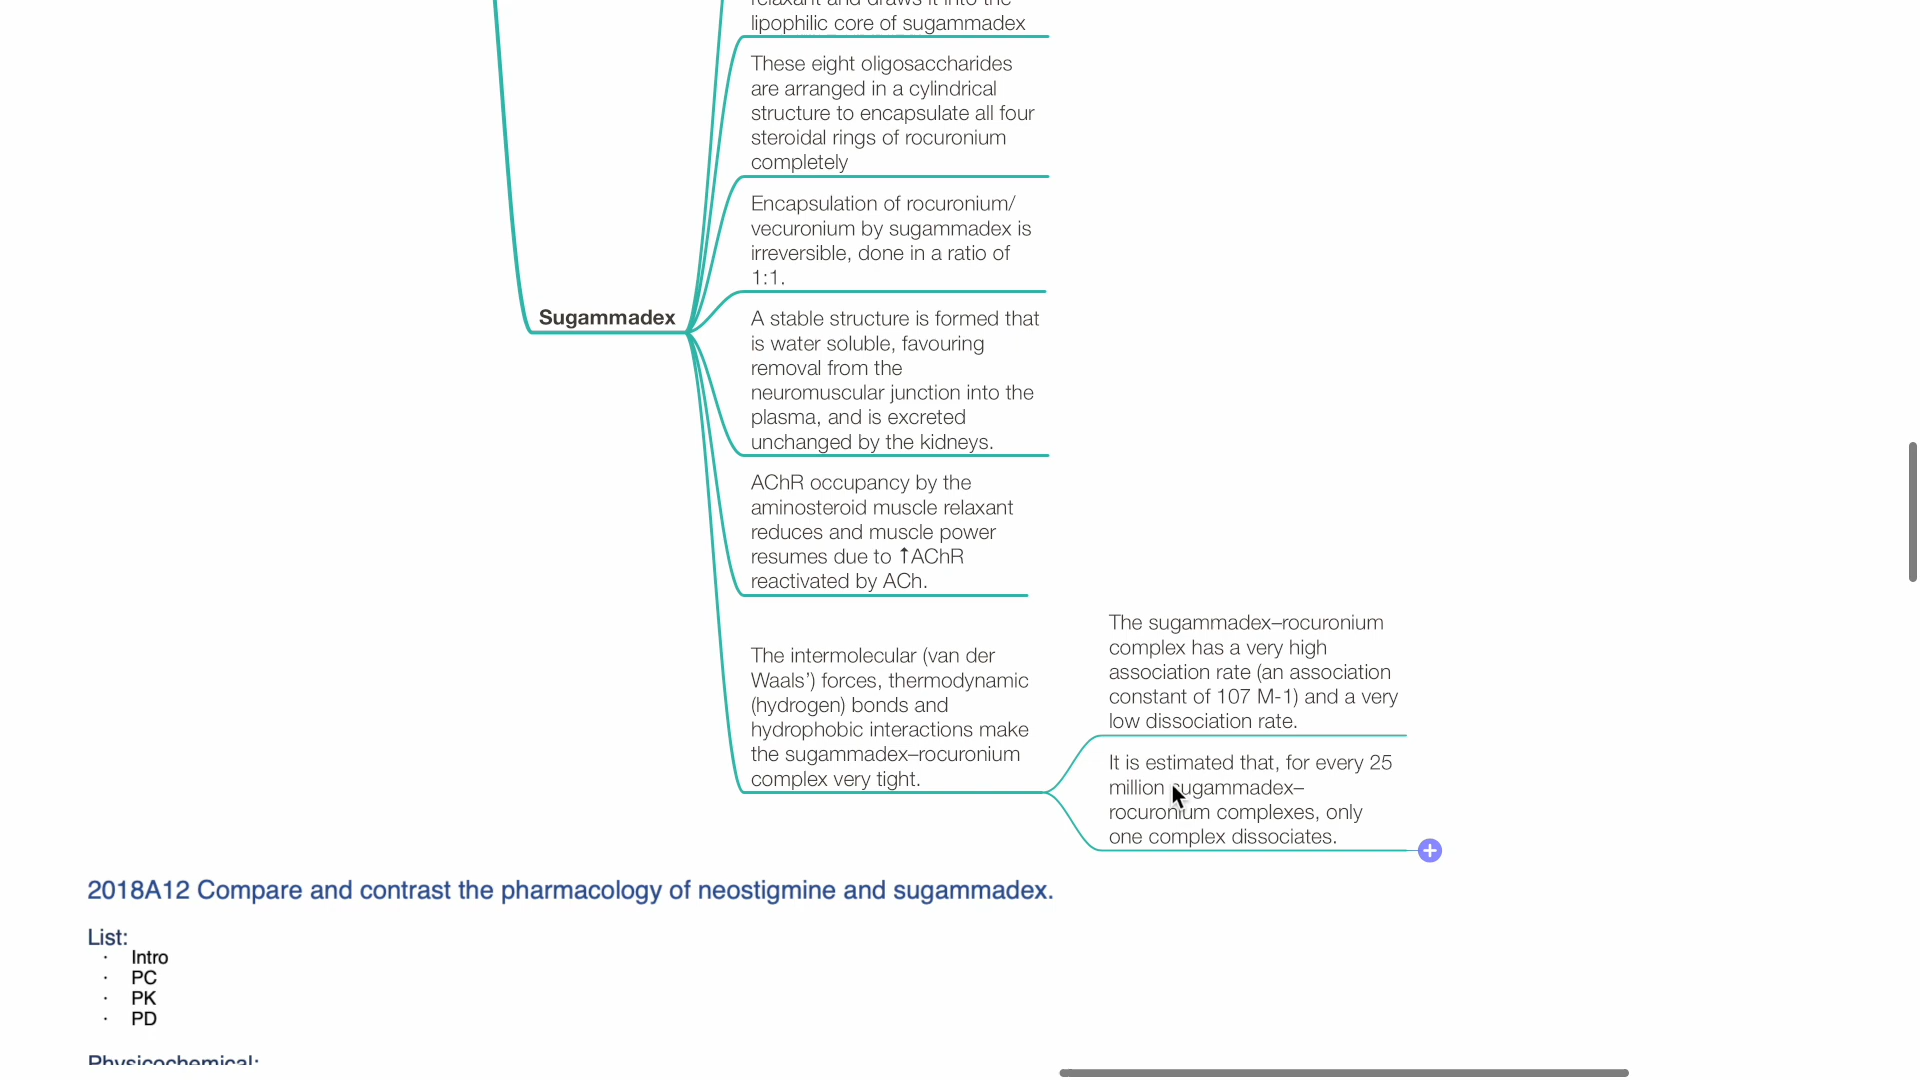 relaxant and draws it into the
lipophilic core of sugammadex
These eight oligosaccharides
are arranged in a cylindrical
structure to encapsulate all four
steroidal rings of rocuronium
completely
Encapsulation of rocuronium/
vecuronium by sugammadex is
irreversible, done in a ratio of
1:1.
Sugammadex
A stable structure is formed that
is water soluble, favouring
removal from the
neuromuscular junction into the
plasma, and is excreted
unchanged by the kidneys.
AChR occupancy by the
aminosteroid muscle relaxant
reduces and muscle power
resumes due to ↑AChR
reactivated by ACh.
The intermolecular (van der
Waals’) forces, thermodynamic
(hydrogen) bonds and
hydrophobic interactions make
the sugammadex–rocuronium
complex very tight.
The sugammadex–rocuronium
complex has a very high
association rate (an association
constant of 107 M-1) and a very
low dissociation rate.
It is estimated that, for every 25
million sugammadex–
rocuronium complexes, only
one complex dissociates.
2018A12 Compare and contrast the pharmacology of neostigmine and sugammadex.
List:
· Intro
· PC
· PK
· PD
Physicochemical: